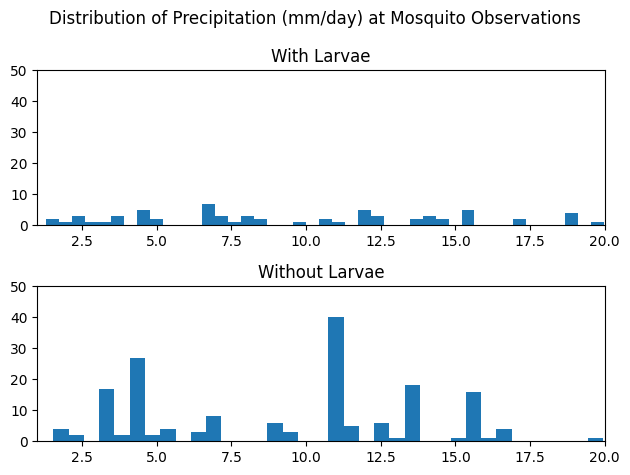 Distribution of Precipitation (mm/day) at Mosquito Observations
With Larvae
50
40
30
20
10
0
2.5 5.0 7.5 10.0 12.5 15.0 17.5 20.0
Without Larvae
50
40
30
20
10
0
2.5 5.0 7.5 10.0 12.5 15.0 17.5 20.0